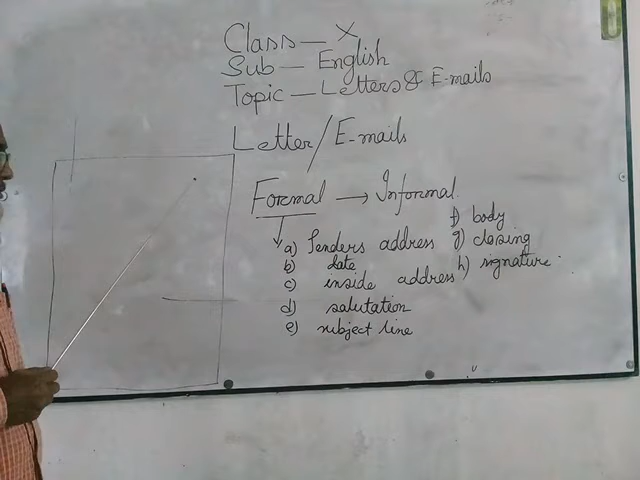 Class — X
Sub — English
Topic — Letters & E-mails
Letter / E-mails
Formal → Informal.
a) Senders address
b) date
c) inside address
d) salutation
e) subject line
f) body
g) closing
h) signature.